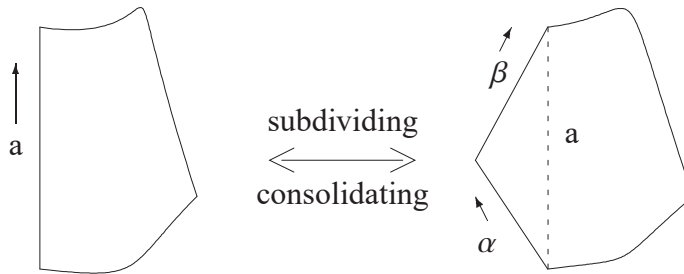 a
subdividing
consolidating
β
a
α